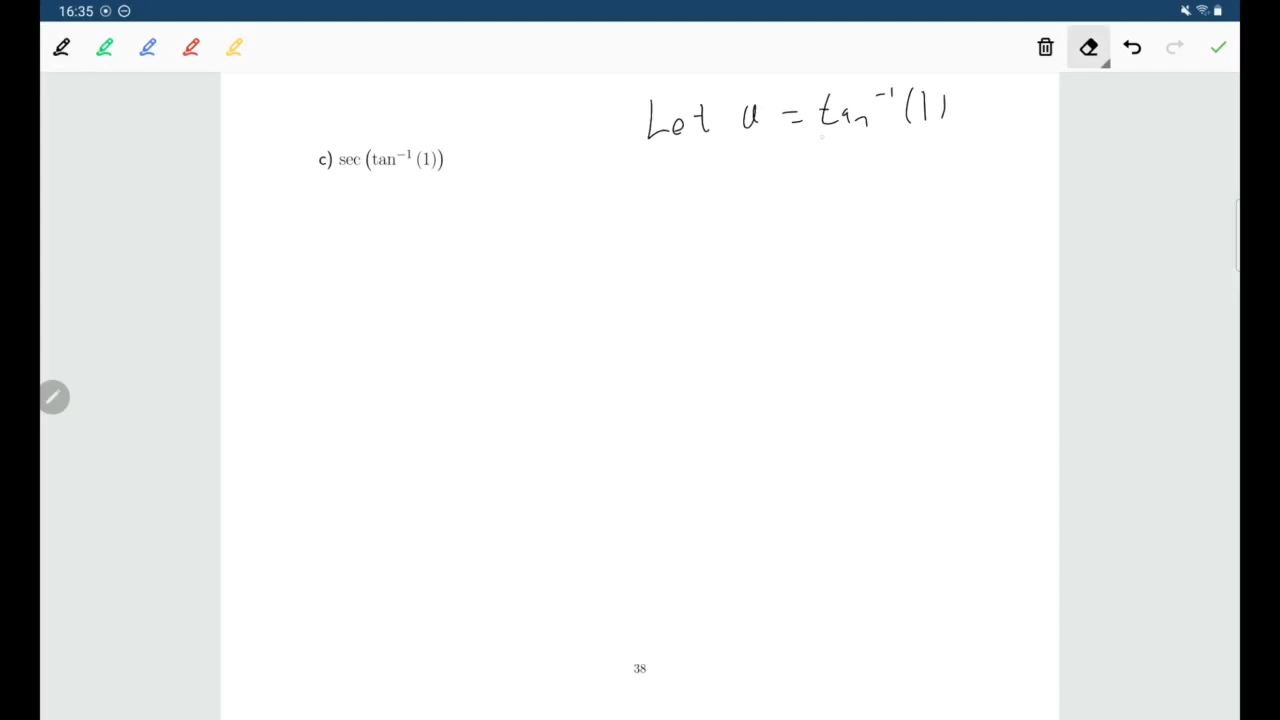 16:35
Let u = tan⁻¹(1)
c) sec (tan⁻¹ (1))
38